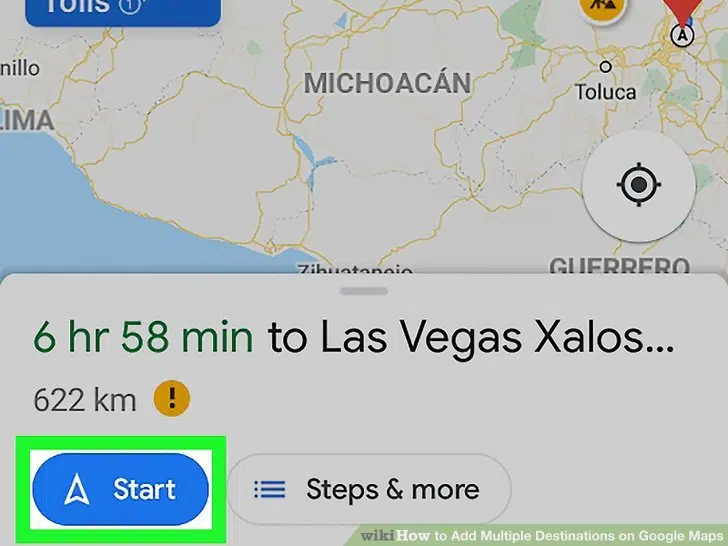 Tolls
A
nillo
MICHOACÁN
Toluca
LIMA
Zihuatanejo
GUERRERO
6 hr 58 min to Las Vegas Xalos...
622 km !
Start
Steps & more
wikiHow to Add Multiple Destinations on Google Maps